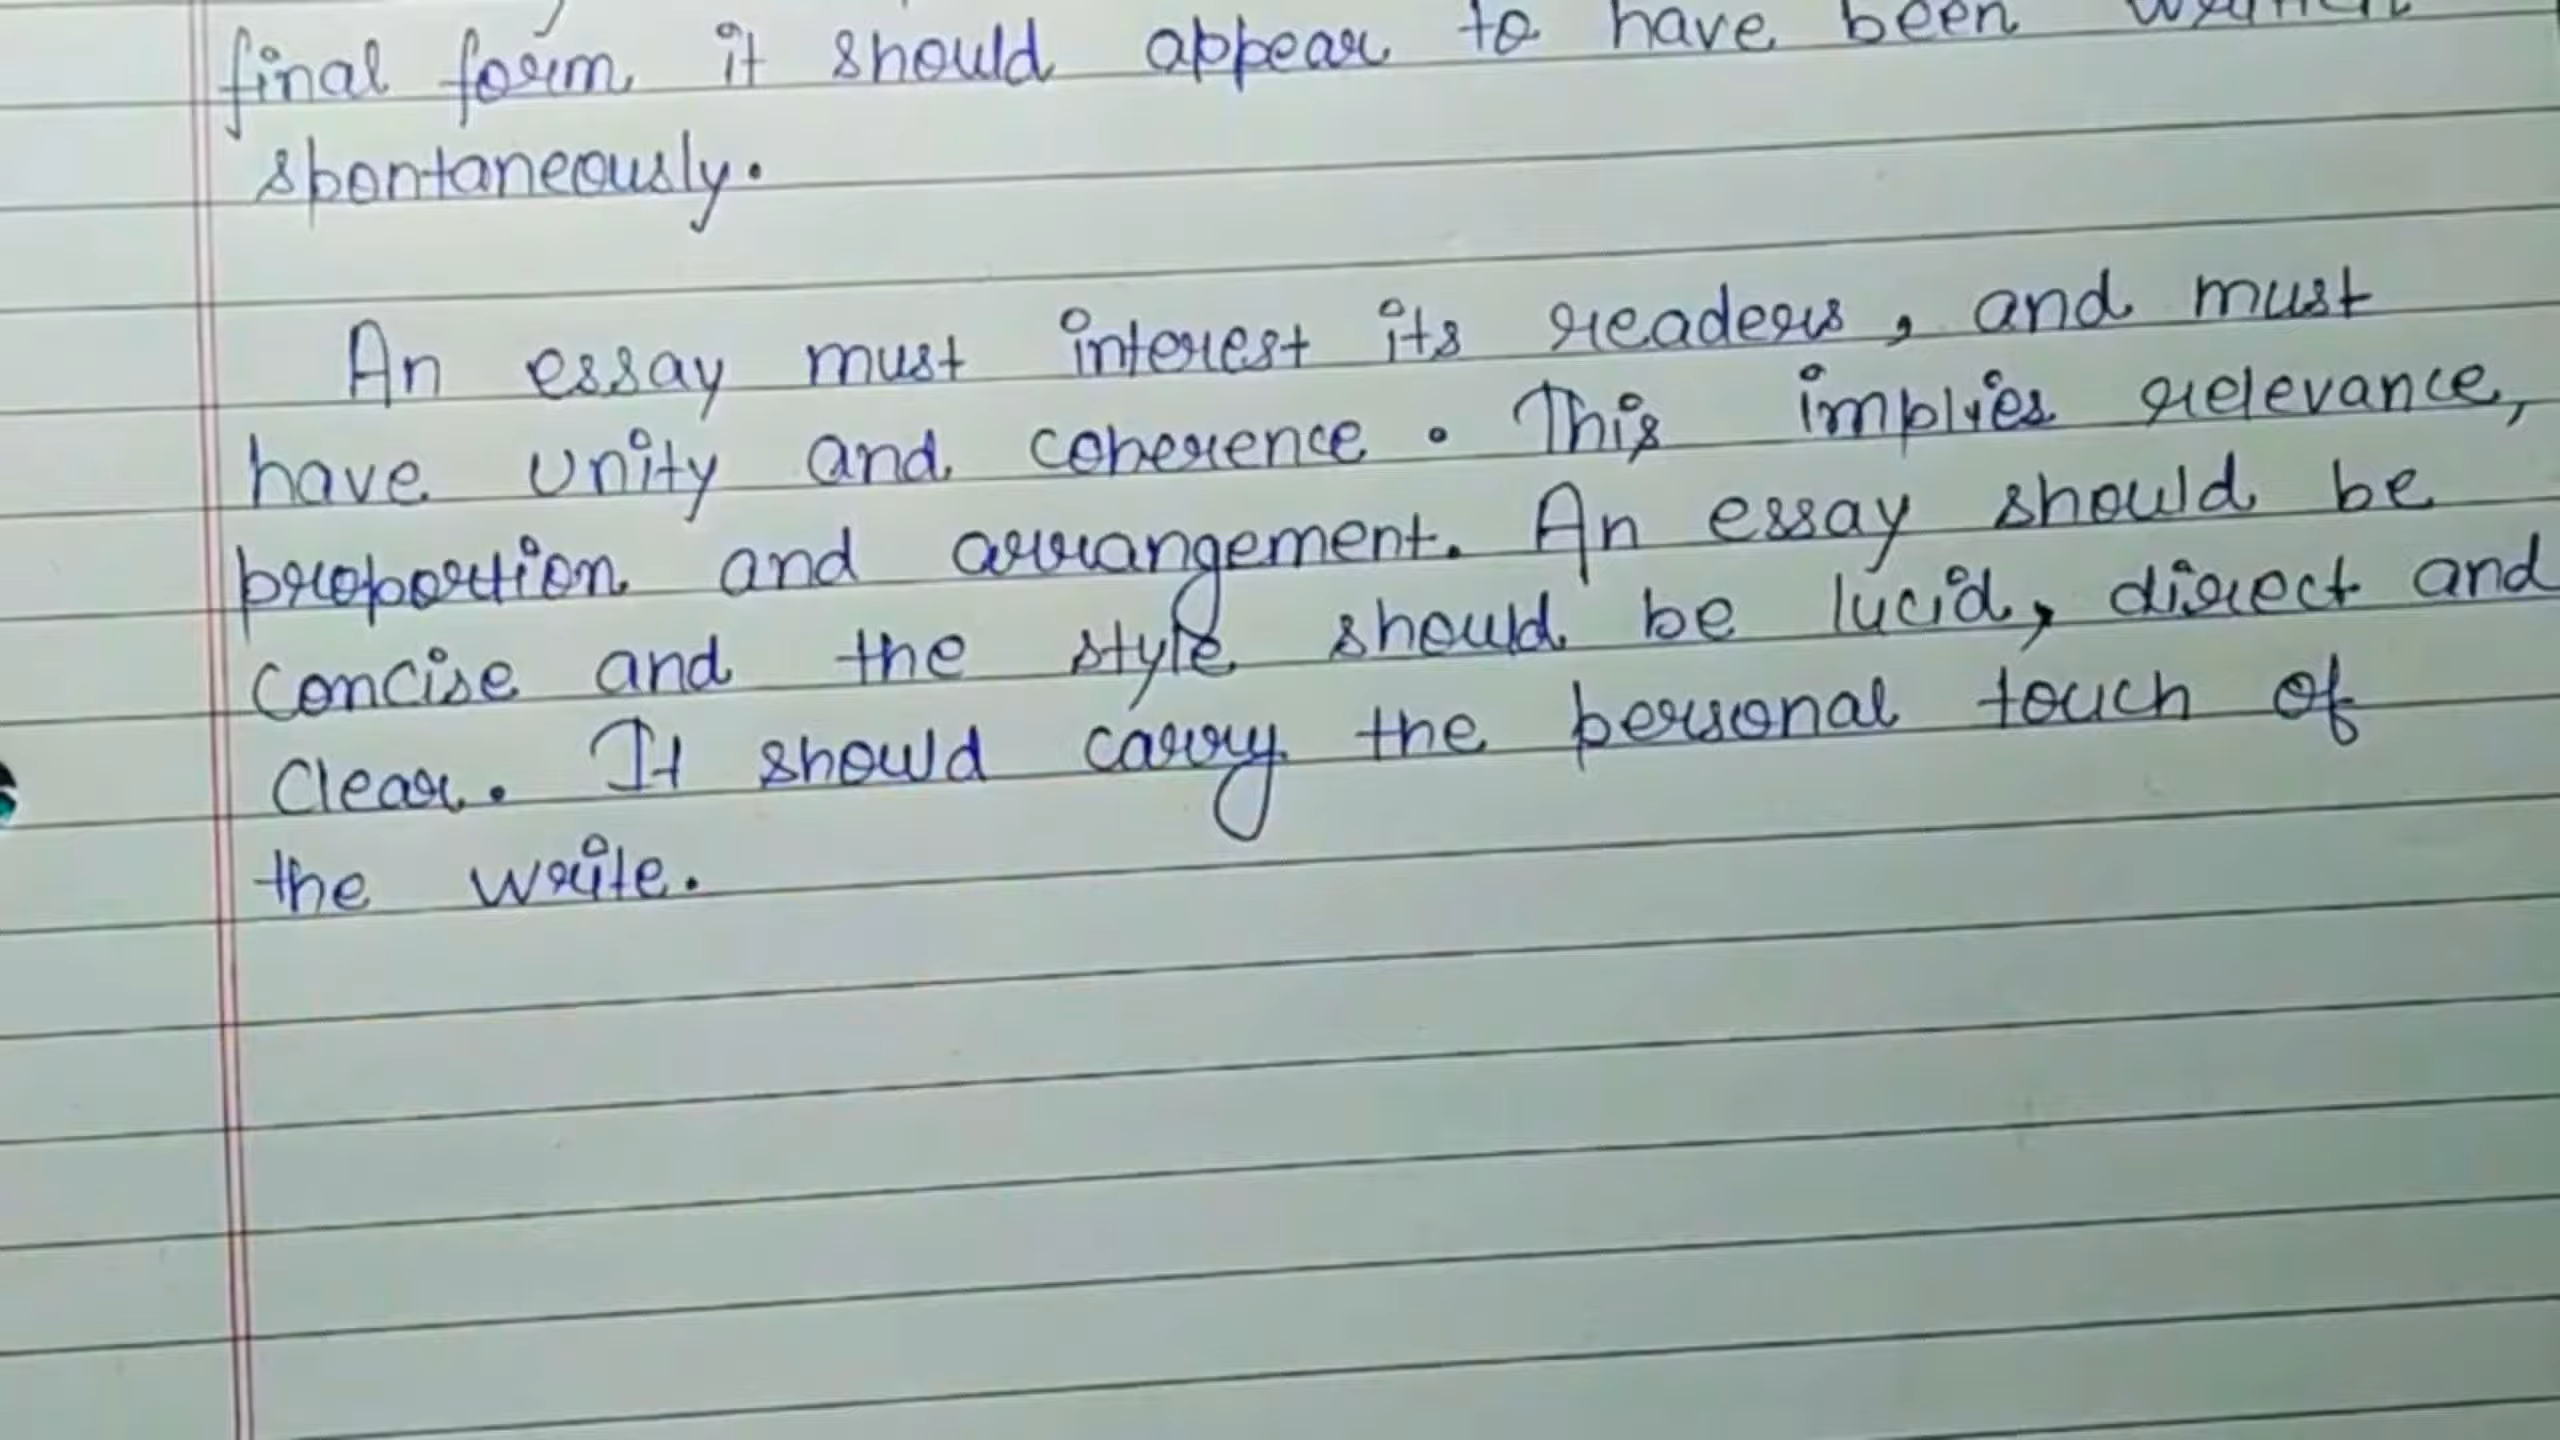 final form it should appear to have been written
spontaneously.
An essay must interest its readers, and must
have unity and coherence. This implies relevance,
proportion and arrangement. An essay should be
concise and the style should be lucid, direct and
Clear. It should carry the personal touch of
the write.